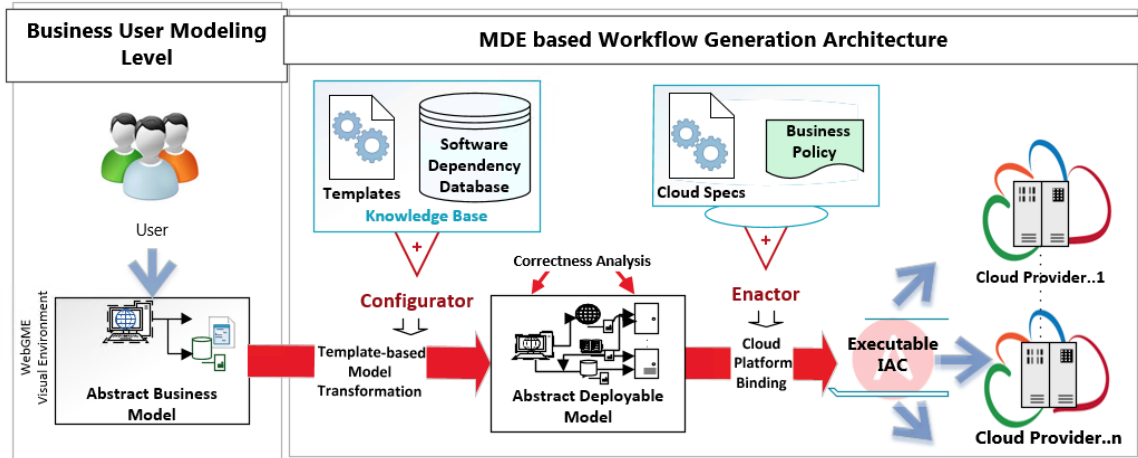 Business User Modeling
Level
MDE based Workflow Generation Architecture
User
WebGME
Visual Environment
Abstract Business
Model
Templates
Software
Dependency
Database
Knowledge Base
+
Configurator
Template-based
Model
Transformation
Correctness Analysis
Abstract Deployable
Model
Cloud Specs
Business
Policy
+
Enactor
Cloud
Platform
Binding
Executable
IAC
A
Cloud Provider..1
Cloud Provider..n